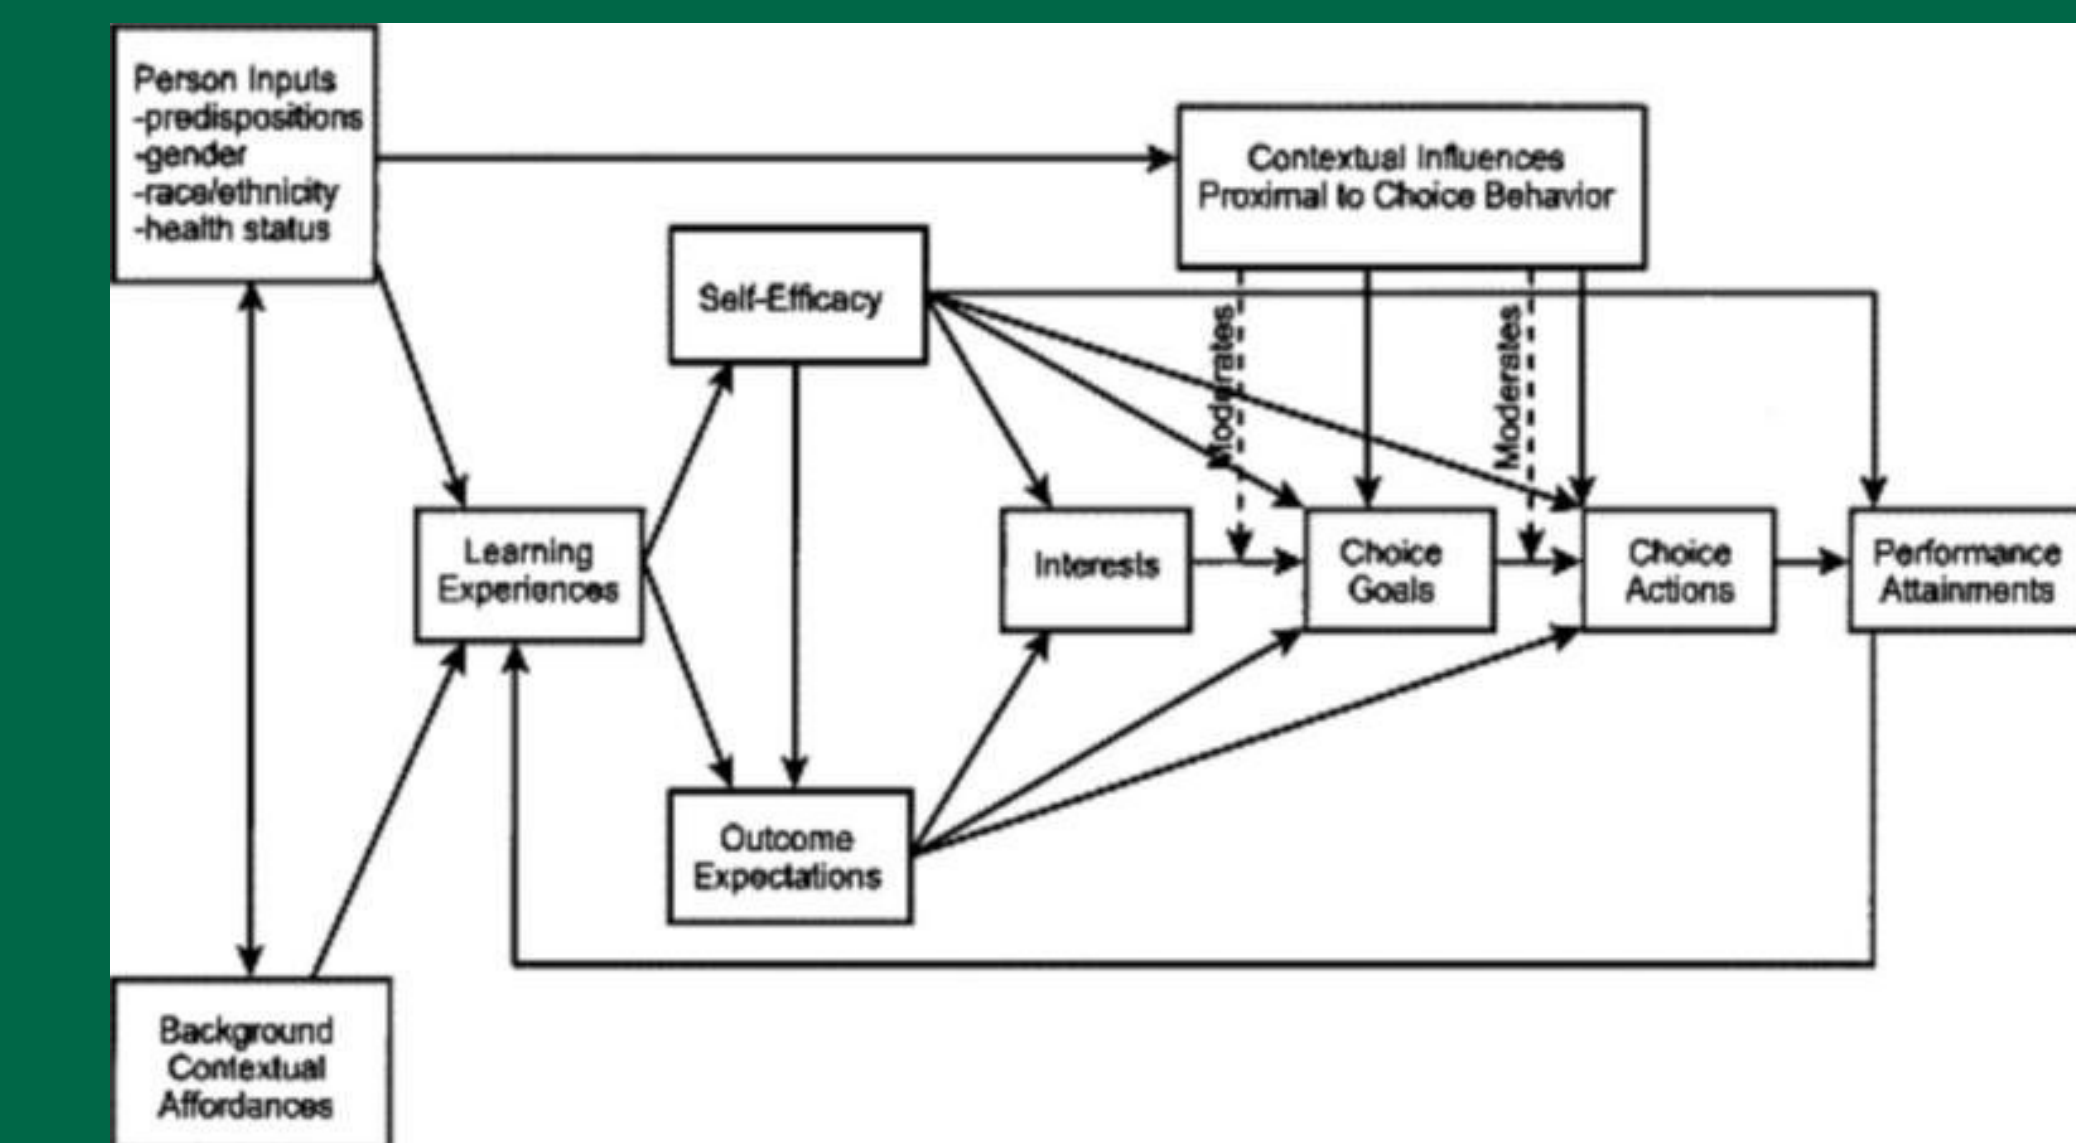 Person Inputs
-predispositions
-gender
-race/ethnicity
-health status
Contextual Influences
Proximal to Choice Behavior
Self-Efficacy
Moderates
Moderates
Learning
Experiences
Interests
Choice
Goals
Choice
Actions
Performance
Attainments
Outcome
Expectations
Background
Contextual
Affordances